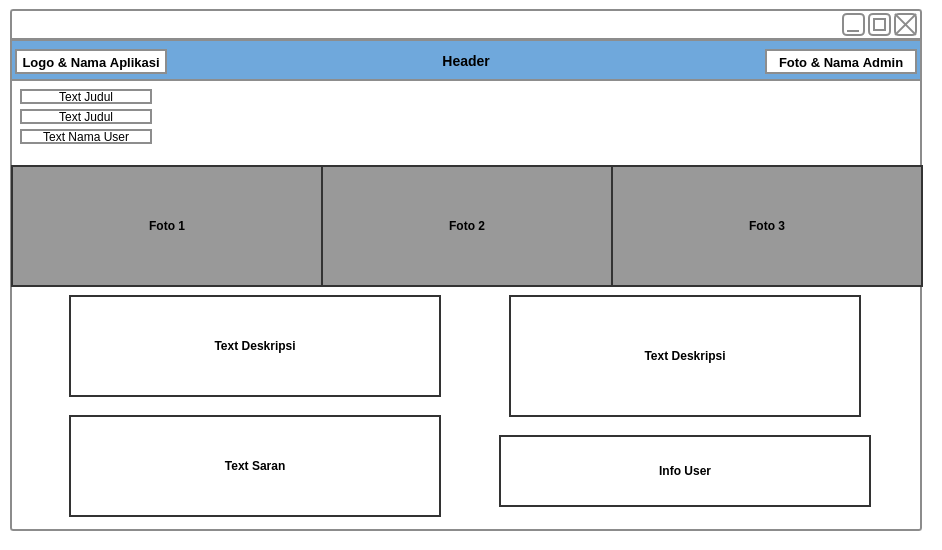 Logo & Nama Aplikasi
Header
Foto & Nama Admin
Text Judul
Text Judul
Text Nama User
Foto 1
Foto 2
Foto 3
Text Deskripsi
Text Deskripsi
Text Saran
Info User